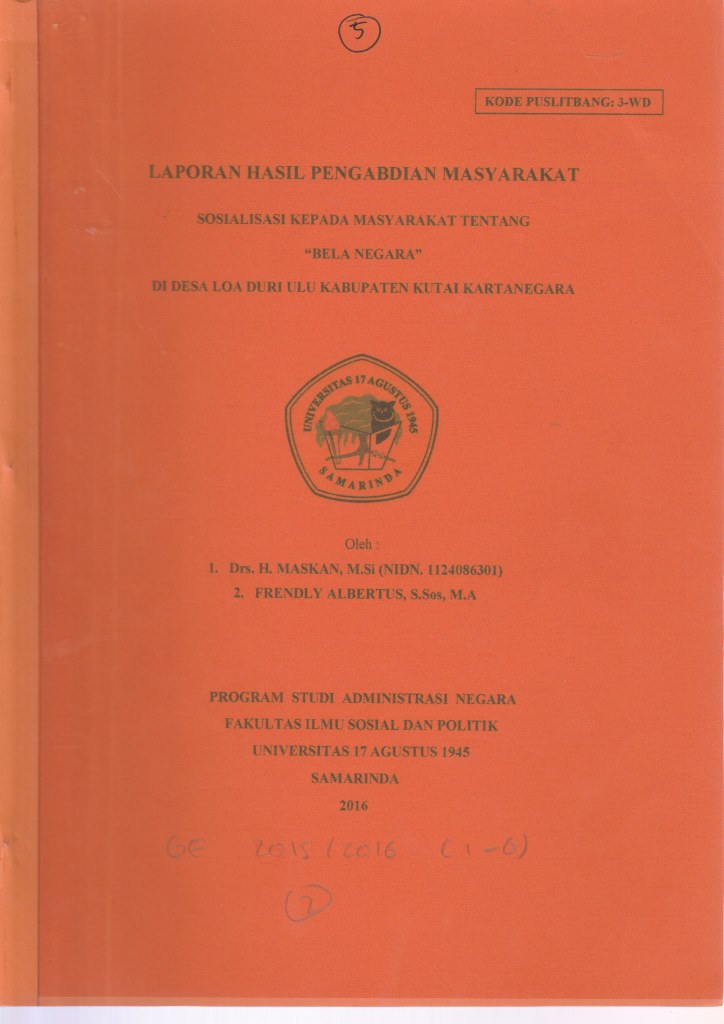 5
KODE PUSLITBANG: 3-WD
LAPORAN HASIL PENGABDIAN MASYARAKAT
SOSIALISASI KEPADA MASYARAKAT TENTANG
“BELA NEGARA”
DI DESA LOA DURI ULU KABUPATEN KUTAI KARTANEGARA
UNIVERSITAS 17 AGUSTUS 1945
SAMARINDA
Oleh :
1. Drs. H. MASKAN, M.Si (NIDN. 1124086301)
2. FRENDLY ALBERTUS, S.Sos, M.A
PROGRAM STUDI ADMINISTRASI NEGARA
FAKULTAS ILMU SOSIAL DAN POLITIK
UNIVERSITAS 17 AGUSTUS 1945
SAMARINDA
2016
2015/2016 (1-6)